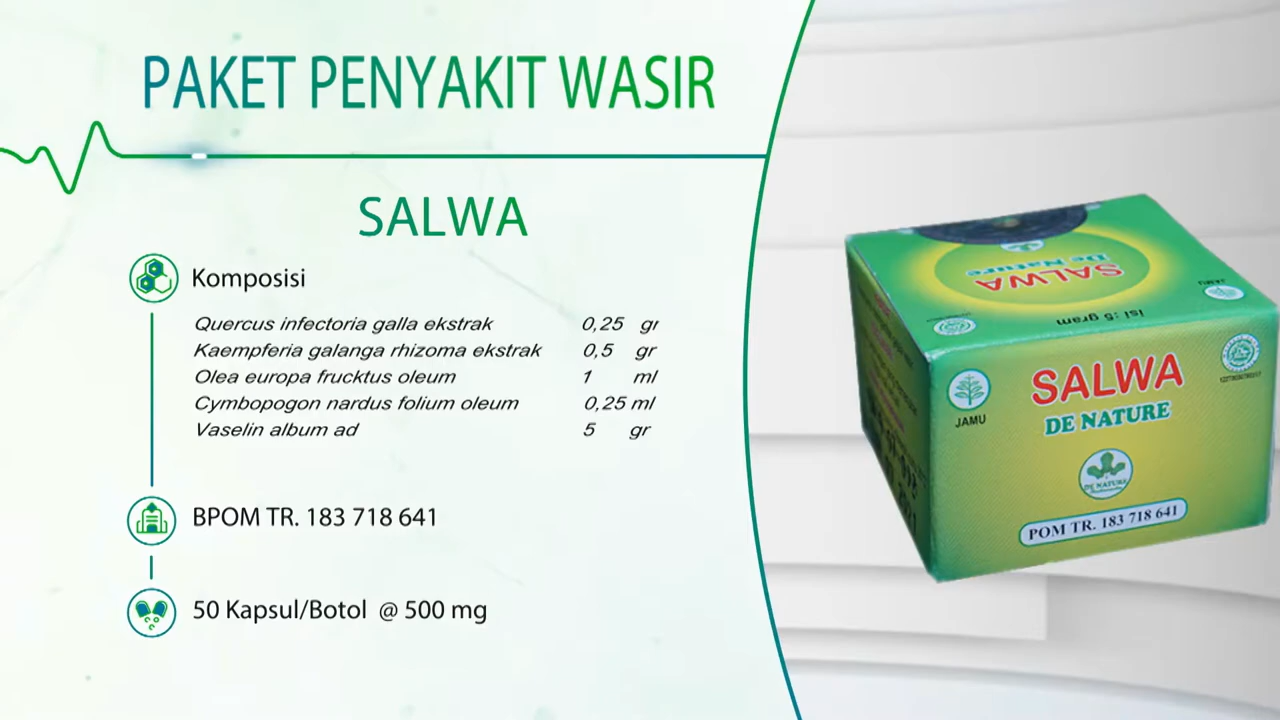 PAKET PENYAKIT WASIR
SALWA
Komposisi
Quercus infectoria galla ekstrak 0,25 gr
Kaempferia galanga rhizoma ekstrak 0,5 gr
Olea europa frucktus oleum 1 ml
Cymbopogon nardus folium oleum 0,25 ml
Vaselin album ad 5 gr
BPOM TR. 183 718 641
50 Kapsul/Botol @ 500 mg
SALWA
De Nature
JAMU
isi : 5 gram
SALWA
DE NATURE
JAMU
DE NATURE
POM TR. 183 718 641